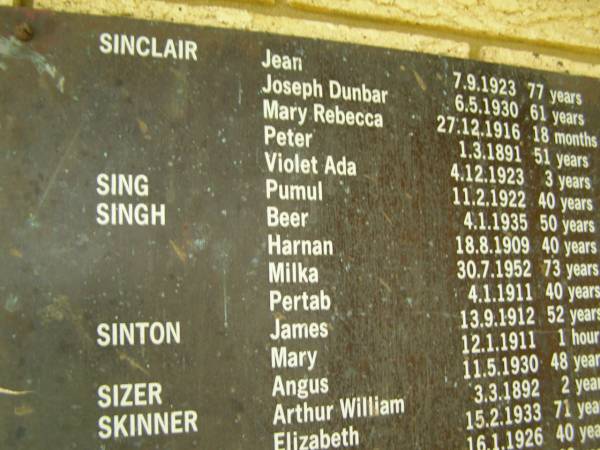 SINCLAIR Jean 7.9.1923 77 years
Joseph Dunbar 6.5.1930 61 years
Mary Rebecca 27.12.1916 18 months
Peter 1.3.1891 51 years
Violet Ada 4.12.1923 3 years
SING Pumul 11.2.1922 40 years
SINGH Beer 4.1.1935 50 years
Harnan 18.8.1909 40 years
Milka 30.7.1952 73 years
Pertab 4.1.1911 40 years
SINTON James 13.9.1912 52 years
Mary 12.1.1911 1 hour
SIZER Angus 11.5.1930 48 year
SKINNER Arthur William 3.3.1892 2 year
Elizabeth 15.2.1933 71 year
16.1.1926 40 yea